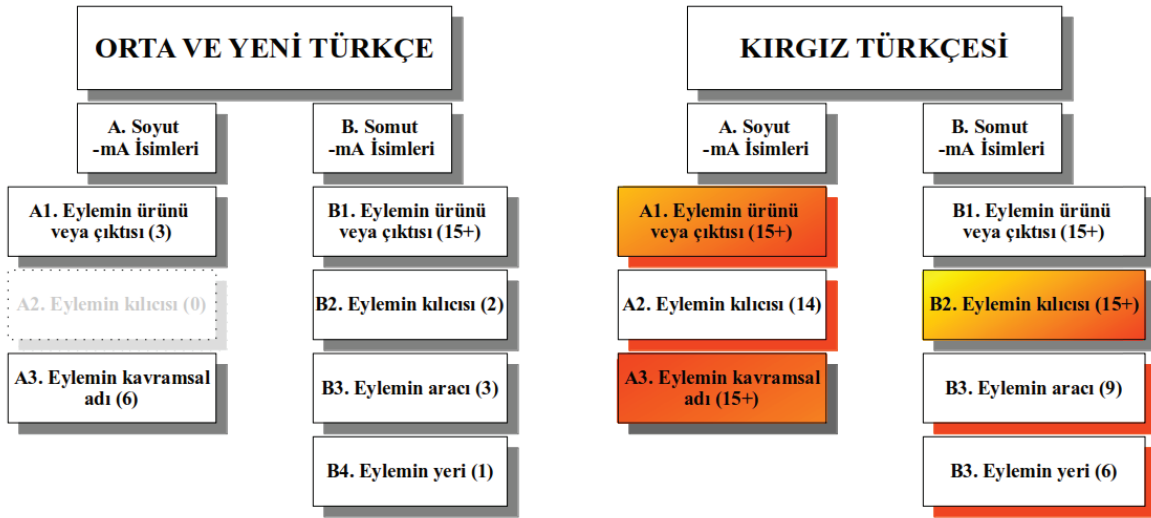 ORTA VE YENİ TÜRKÇE
A. Soyut
-mA İsimleri
B. Somut
-mA İsimleri
A1. Eylemin ürünü
veya çıktısı (3)
B1. Eylemin ürünü
veya çıktısı (15+)
A2. Eylemin kılıcısı (0)
B2. Eylemin kılıcısı (2)
A3. Eylemin kavramsal
adı (6)
B3. Eylemin aracı (3)
B4. Eylemin yeri (1)
KIRGIZ TÜRKÇESİ
A. Soyut
-mA İsimleri
B. Somut
-mA İsimleri
A1. Eylemin ürünü
veya çıktısı (15+)
B1. Eylemin ürünü
veya çıktısı (15+)
A2. Eylemin kılıcısı (14)
B2. Eylemin kılıcısı (15+)
A3. Eylemin kavramsal
adı (15+)
B3. Eylemin aracı (9)
B3. Eylemin yeri (6)